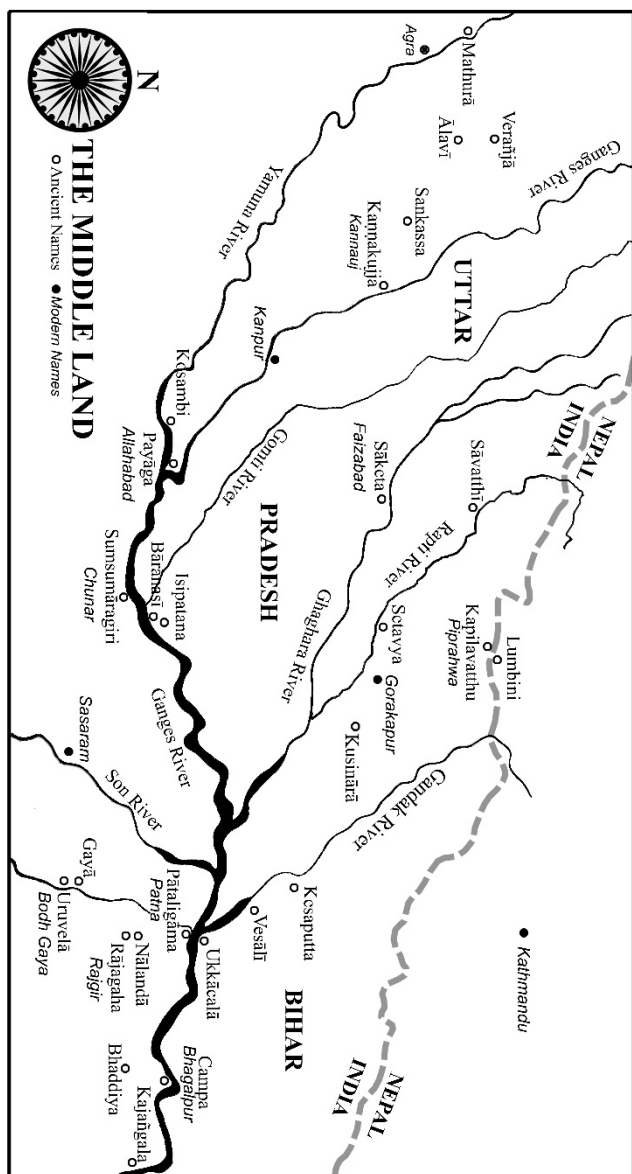 N
THE MIDDLE LAND
Ancient Names
Modern Names
Mathurā
Agra
Verañjā
Āḷavī
Sankassa
Kaṇṇakujjā
Kannauj
Ganges River
Yamuna River
UTTAR
Kanpur
NEPAL
INDIA
Kosambi
Payāga
Allahabad
Gomti River
Sāketa
Faizabad
Sāvatthī
Rapti River
PRADESH
Ghaghara River
Setavya
Gorakapur
Lumbini
Kapilavatthu
Piprahwa
Kusinārā
Isipatana
Bārāṇasī
Sumsumāragiri
Chunar
Ganges River
Gandak River
Sasaram
Son River
Gayā
Uruvelā
Bodh Gaya
Kesaputta
Vesālī
Ukkācalā
Pātaligāma
Patna
Nālandā
Rājagaha
Rajgir
BIHAR
Kathmandu
NEPAL
INDIA
Campa
Bhagalpur
Bhaddiya
Kajaṅgala